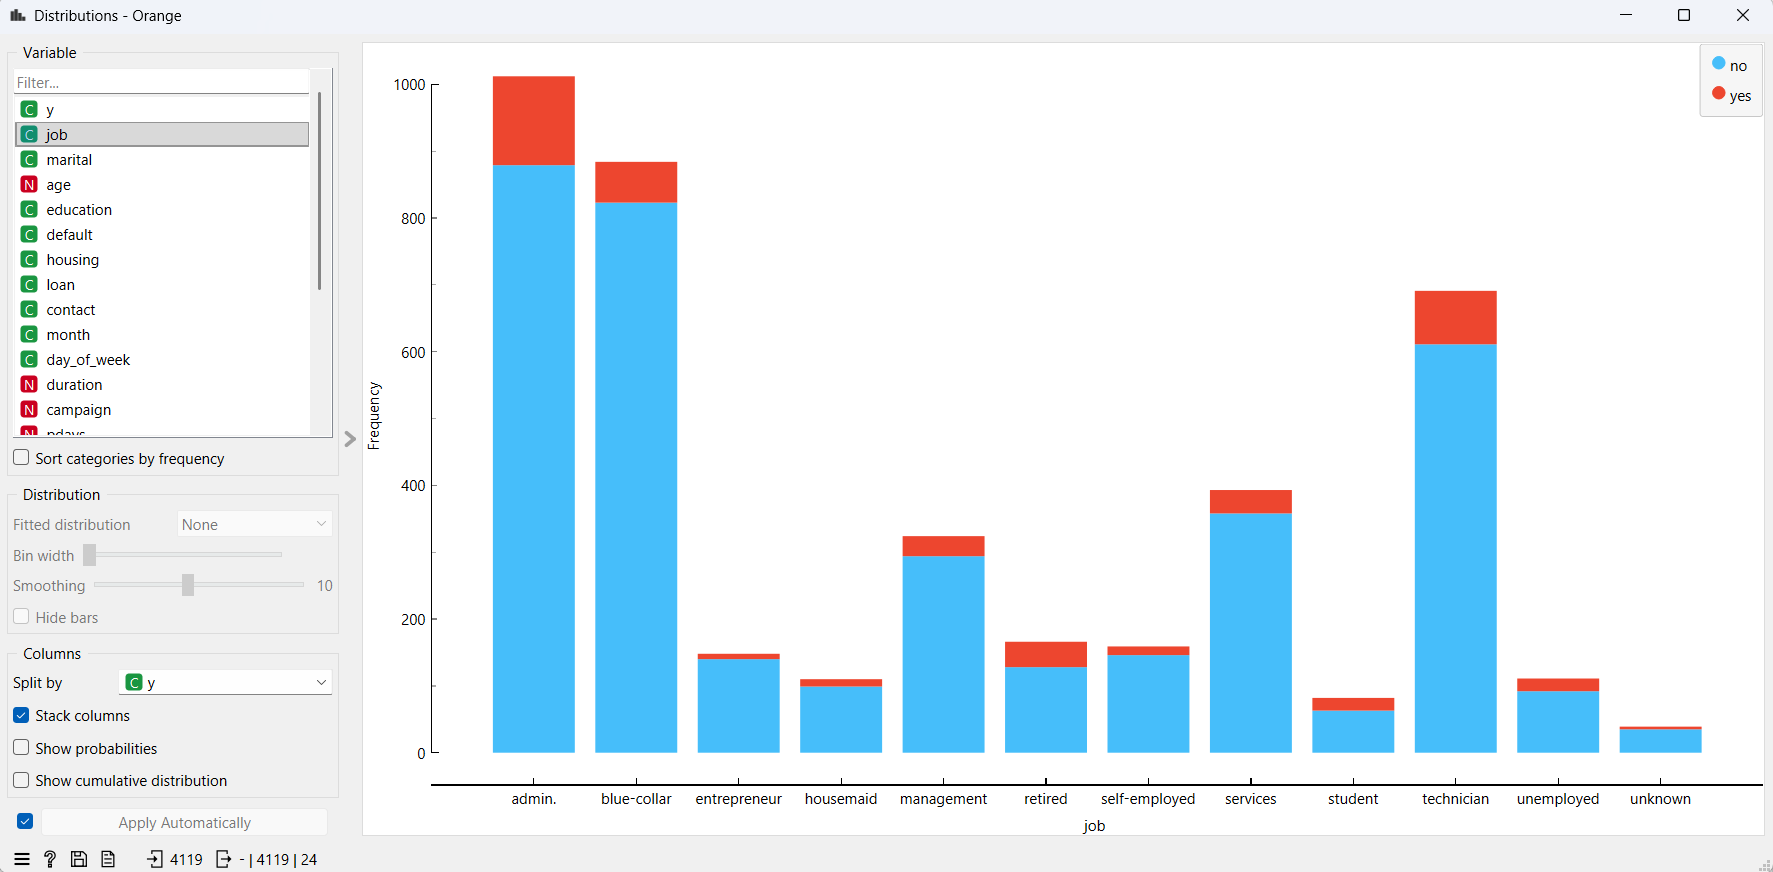 Distributions - Orange
Variable
Filter...
C y
C job
C marital
N age
C education
C default
C housing
C loan
C contact
C month
C day_of_week
N duration
N campaign
N pdays
Sort categories by frequency
Distribution
Fitted distribution None
Bin width
Smoothing 10
Hide bars
Columns
Split by C y
Stack columns
Show probabilities
Show cumulative distribution
Apply Automatically
4119 - | 4119 | 24
no
yes
1000
800
600
400
200
0
Frequency
admin. blue-collar entrepreneur housemaid management retired self-employed services student technician unemployed unknown
job